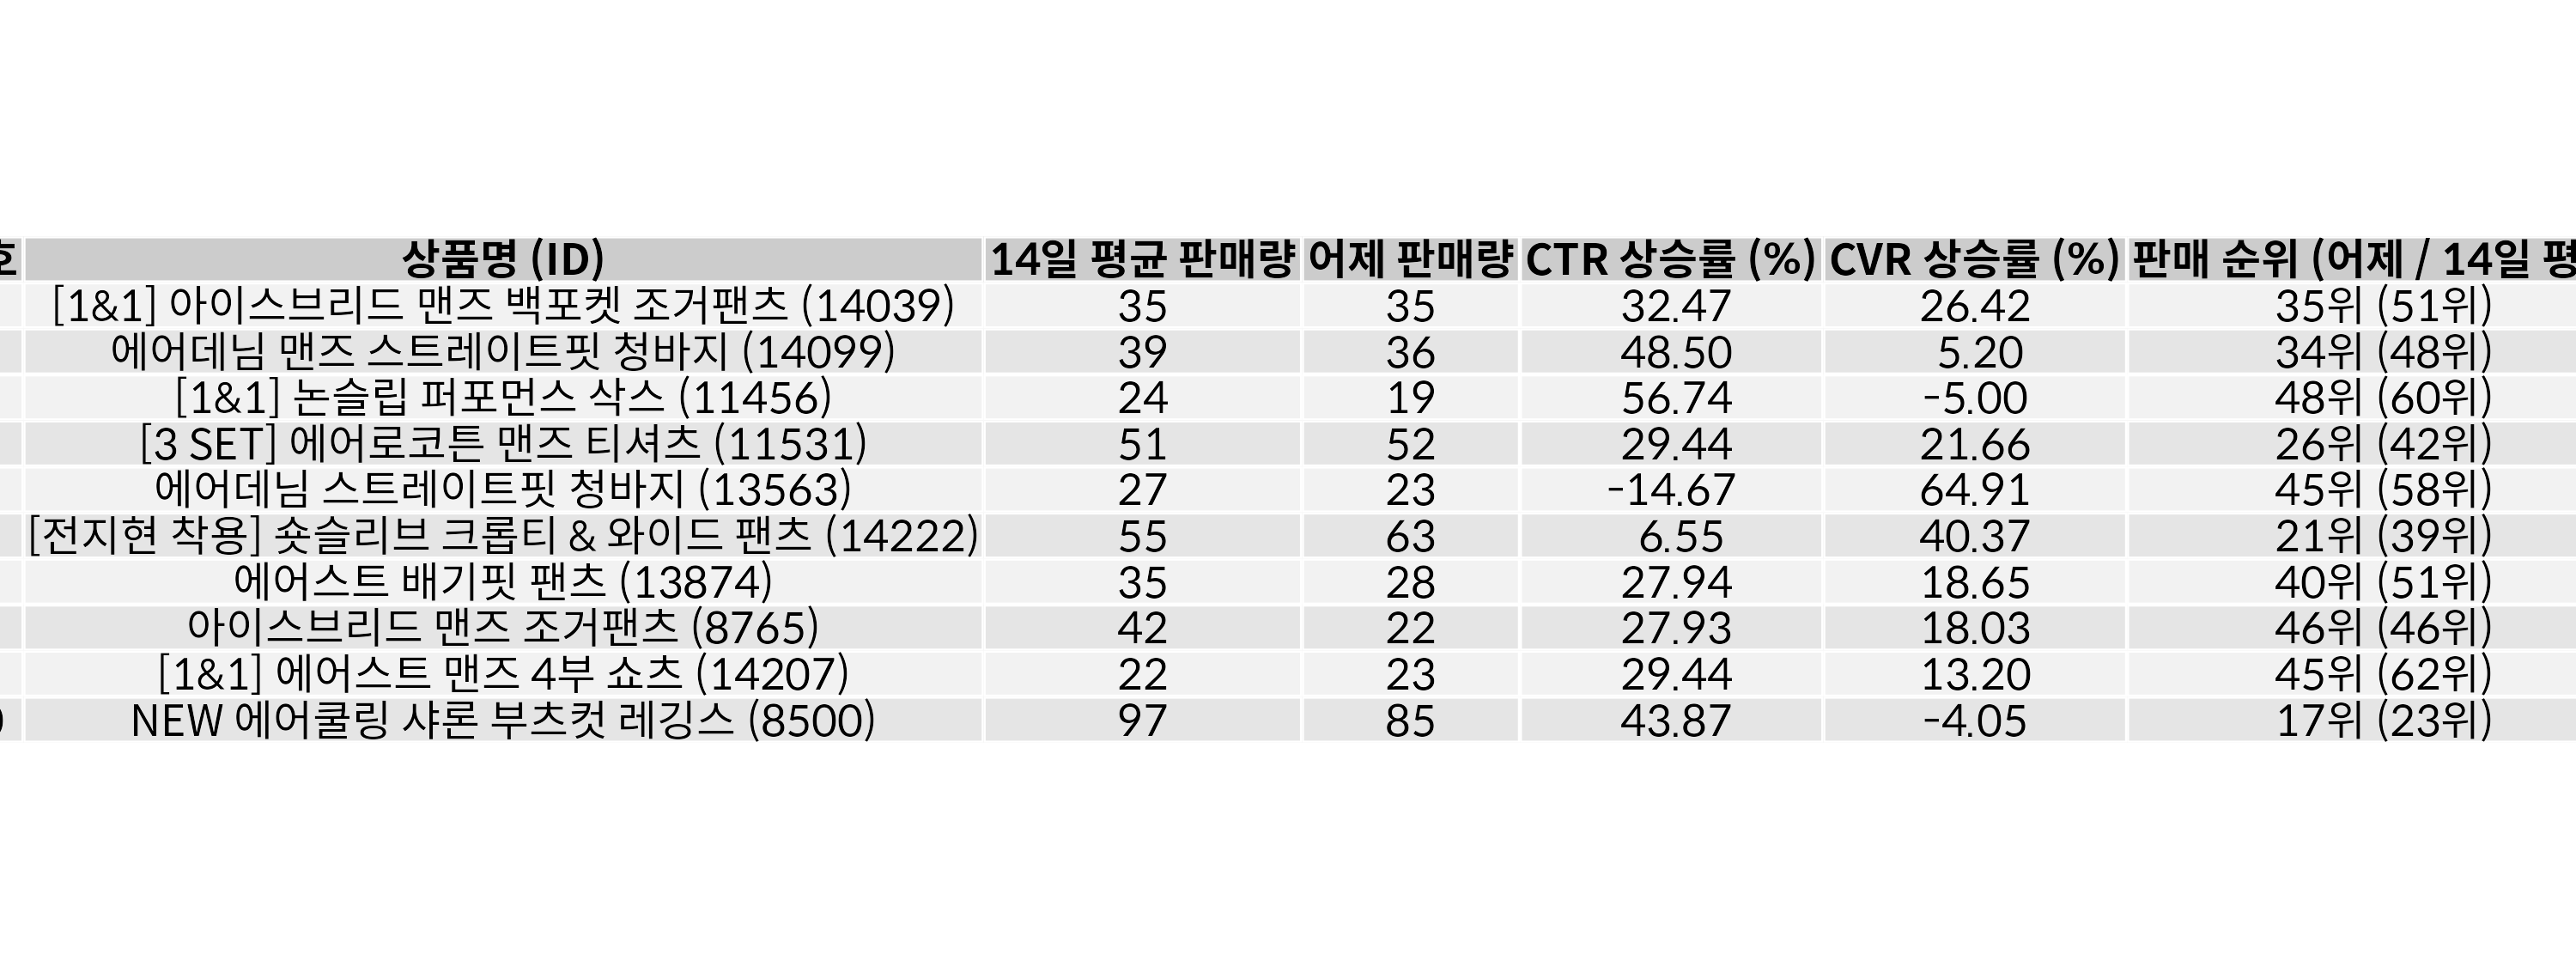 호 상품명 (ID) 14일 평균 판매량 어제 판매량 CTR 상승률 (%) CVR 상승률 (%) 판매 순위 (어제 / 14일 평
[1&1] 아이스브리드 맨즈 백포켓 조거팬츠 (14039) 35 35 32.47 26.42 35위 (51위)
에어데님 맨즈 스트레이트핏 청바지 (14099) 39 36 48.50 5.20 34위 (48위)
[1&1] 논슬립 퍼포먼스 삭스 (11456) 24 19 56.74 -5.00 48위 (60위)
[3 SET] 에어로코튼 맨즈 티셔츠 (11531) 51 52 29.44 21.66 26위 (42위)
에어데님 스트레이트핏 청바지 (13563) 27 23 -14.67 64.91 45위 (58위)
[전지현 착용] 숏슬리브 크롭티 & 와이드 팬츠 (14222) 55 63 6.55 40.37 21위 (39위)
에어스트 배기핏 팬츠 (13874) 35 28 27.94 18.65 40위 (51위)
아이스브리드 맨즈 조거팬츠 (8765) 42 22 27.93 18.03 46위 (46위)
[1&1] 에어스트 맨즈 4부 쇼츠 (14207) 22 23 29.44 13.20 45위 (62위)
NEW 에어쿨링 샤론 부츠컷 레깅스 (8500) 97 85 43.87 -4.05 17위 (23위)